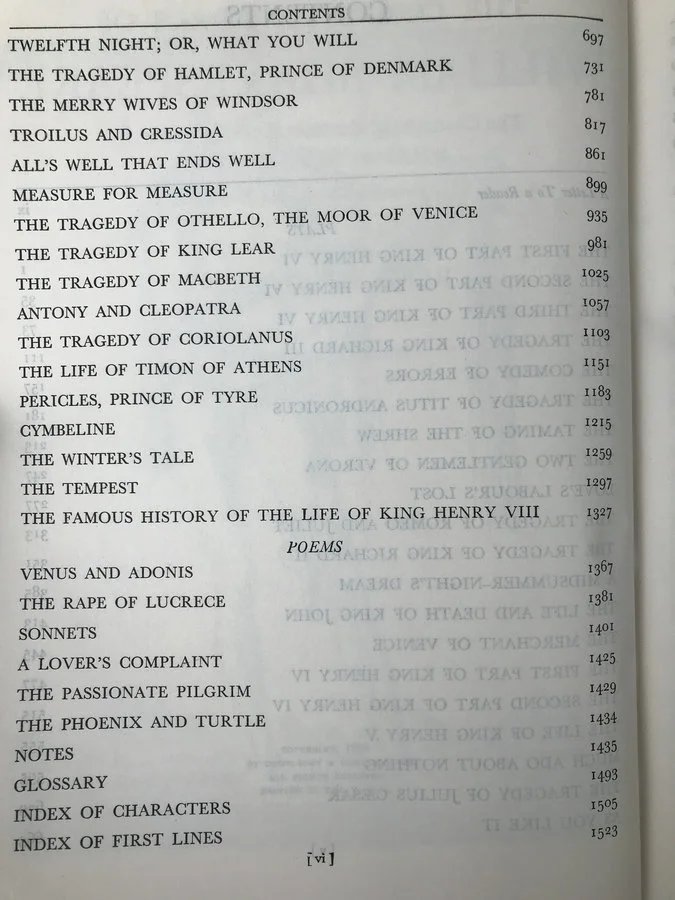 CONTENTS
TWELFTH NIGHT; OR, WHAT YOU WILL 697
THE TRAGEDY OF HAMLET, PRINCE OF DENMARK 731
THE MERRY WIVES OF WINDSOR 781
TROILUS AND CRESSIDA 817
ALL'S WELL THAT ENDS WELL 861
MEASURE FOR MEASURE 899
THE TRAGEDY OF OTHELLO, THE MOOR OF VENICE 935
THE TRAGEDY OF KING LEAR 981
THE TRAGEDY OF MACBETH 1025
ANTONY AND CLEOPATRA 1057
THE TRAGEDY OF CORIOLANUS 1103
THE LIFE OF TIMON OF ATHENS 1151
PERICLES, PRINCE OF TYRE 1183
CYMBELINE 1215
THE WINTER'S TALE 1259
THE TEMPEST 1297
THE FAMOUS HISTORY OF THE LIFE OF KING HENRY VIII 1327
POEMS
VENUS AND ADONIS 1367
THE RAPE OF LUCRECE 1381
SONNETS 1401
A LOVER'S COMPLAINT 1425
THE PASSIONATE PILGRIM 1429
THE PHOENIX AND TURTLE 1434
NOTES 1435
GLOSSARY 1493
INDEX OF CHARACTERS 1505
INDEX OF FIRST LINES 1523
[ vi ]